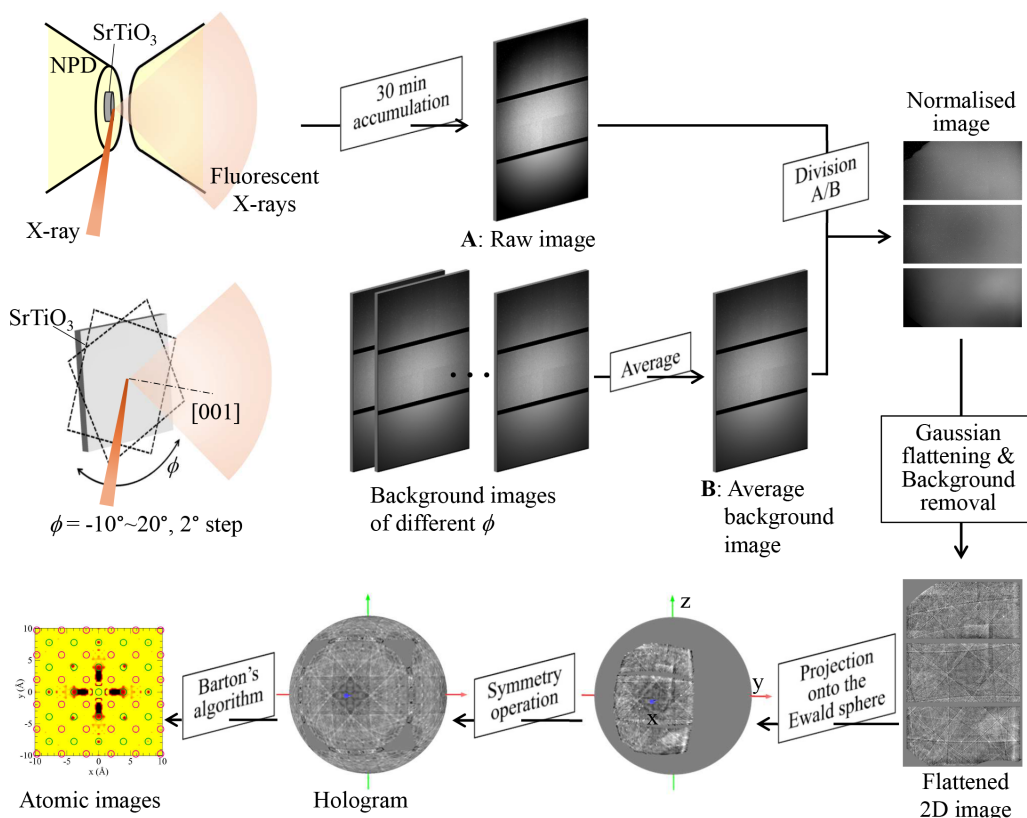 SrTiO3
NPD
Fluorescent
X-rays
X-ray
30 min
accumulation
A: Raw image
Division
A/B
Normalised
image
SrTiO3
[001]
ϕ
ϕ = -10°~20°, 2° step
Background images
of different ϕ
Average
B: Average
background
image
Gaussian
flattening &
Background
removal
Flattened
2D image
Projection
onto the
Ewald sphere
z
y
x
Symmetry
operation
Hologram
Barton's
algorithm
10
5
0
-5
-10
y (Å)
-10 -5 0 5 10
x (Å)
Atomic images